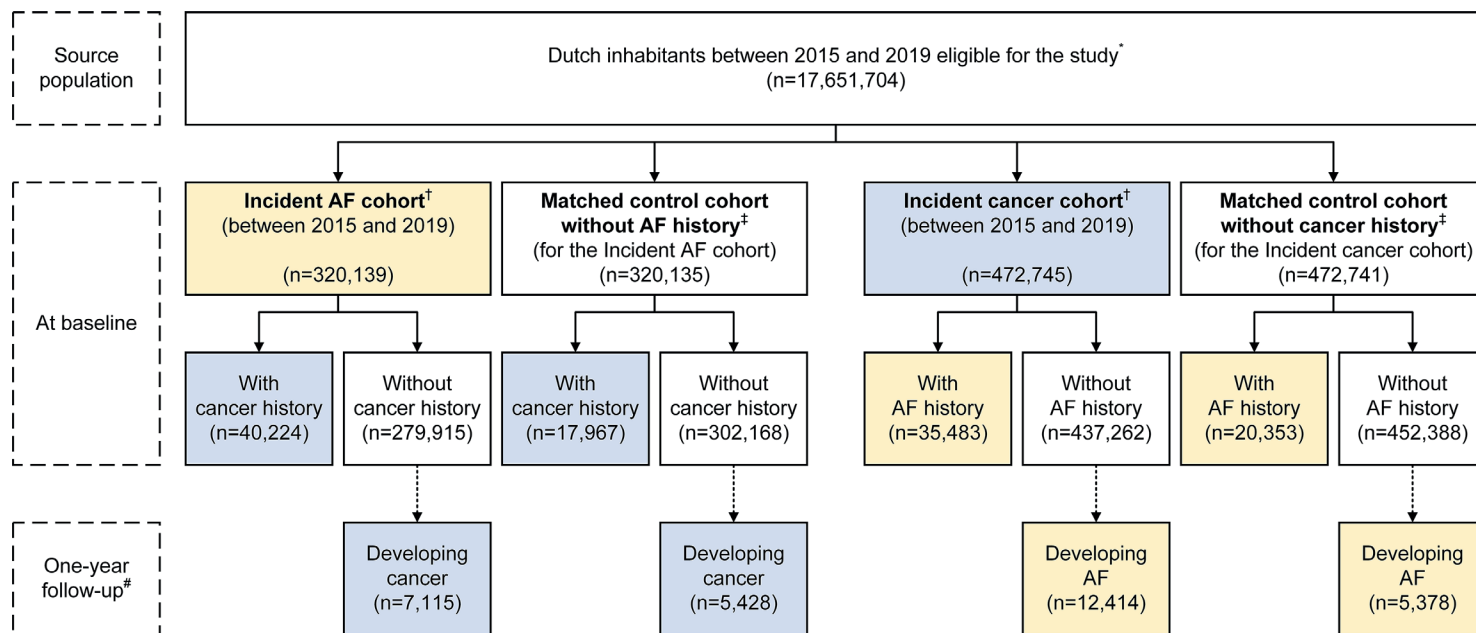 Source
population
Dutch inhabitants between 2015 and 2019 eligible for the study*
(n=17,651,704)
At baseline
Incident AF cohort†
(between 2015 and 2019)
(n=320,139)
Matched control cohort
without AF history‡
(for the Incident AF cohort)
(n=320,135)
Incident cancer cohort†
(between 2015 and 2019)
(n=472,745)
Matched control cohort
without cancer history‡
(for the Incident cancer cohort)
(n=472,741)
With
cancer history
(n=40,224)
Without
cancer history
(n=279,915)
With
cancer history
(n=17,967)
Without
cancer history
(n=302,168)
With
AF history
(n=35,483)
Without
AF history
(n=437,262)
With
AF history
(n=20,353)
Without
AF history
(n=452,388)
One-year
follow-up#
Developing
cancer
(n=7,115)
Developing
cancer
(n=5,428)
Developing
AF
(n=12,414)
Developing
AF
(n=5,378)